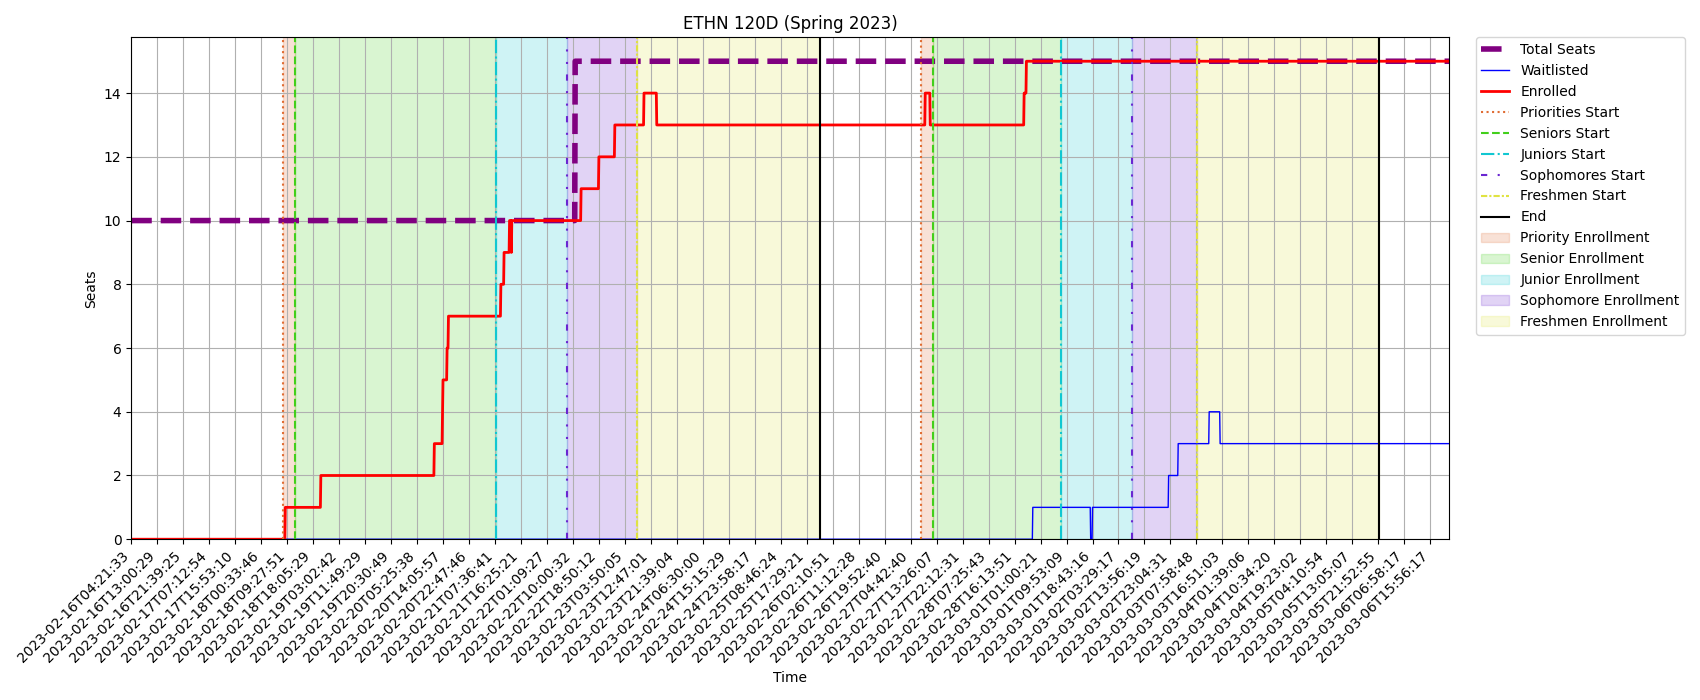 ETHN 120D (Spring 2023)
Seats
14
12
10
8
6
4
2
0
2023-02-16T04:21:33
2023-02-16T13:00:29
2023-02-16T21:39:25
2023-02-17T07:12:54
2023-02-17T15:53:10
2023-02-18T00:33:46
2023-02-18T09:27:51
2023-02-18T18:05:29
2023-02-19T03:02:42
2023-02-19T11:49:29
2023-02-19T20:30:49
2023-02-20T05:25:38
2023-02-20T14:05:57
2023-02-20T22:47:46
2023-02-21T07:36:41
2023-02-21T16:25:21
2023-02-22T01:09:27
2023-02-22T10:00:32
2023-02-22T18:50:12
2023-02-23T03:50:05
2023-02-23T12:47:01
2023-02-23T21:39:04
2023-02-24T06:30:00
2023-02-24T15:15:29
2023-02-24T23:58:17
2023-02-25T08:46:24
2023-02-25T17:29:21
2023-02-26T02:10:51
2023-02-26T11:12:28
2023-02-26T19:52:40
2023-02-27T04:42:40
2023-02-27T13:26:07
2023-02-27T22:12:31
2023-02-28T07:25:43
2023-02-28T16:13:51
2023-03-01T01:00:21
2023-03-01T09:53:09
2023-03-01T18:43:16
2023-03-02T03:29:17
2023-03-02T13:56:19
2023-03-02T23:04:31
2023-03-03T07:58:48
2023-03-03T16:51:03
2023-03-04T01:39:06
2023-03-04T10:34:20
2023-03-04T19:23:02
2023-03-05T04:10:54
2023-03-05T13:05:07
2023-03-05T21:52:55
2023-03-06T06:58:17
2023-03-06T15:56:17
Time
Total Seats
Waitlisted
Enrolled
Priorities Start
Seniors Start
Juniors Start
Sophomores Start
Freshmen Start
End
Priority Enrollment
Senior Enrollment
Junior Enrollment
Sophomore Enrollment
Freshmen Enrollment